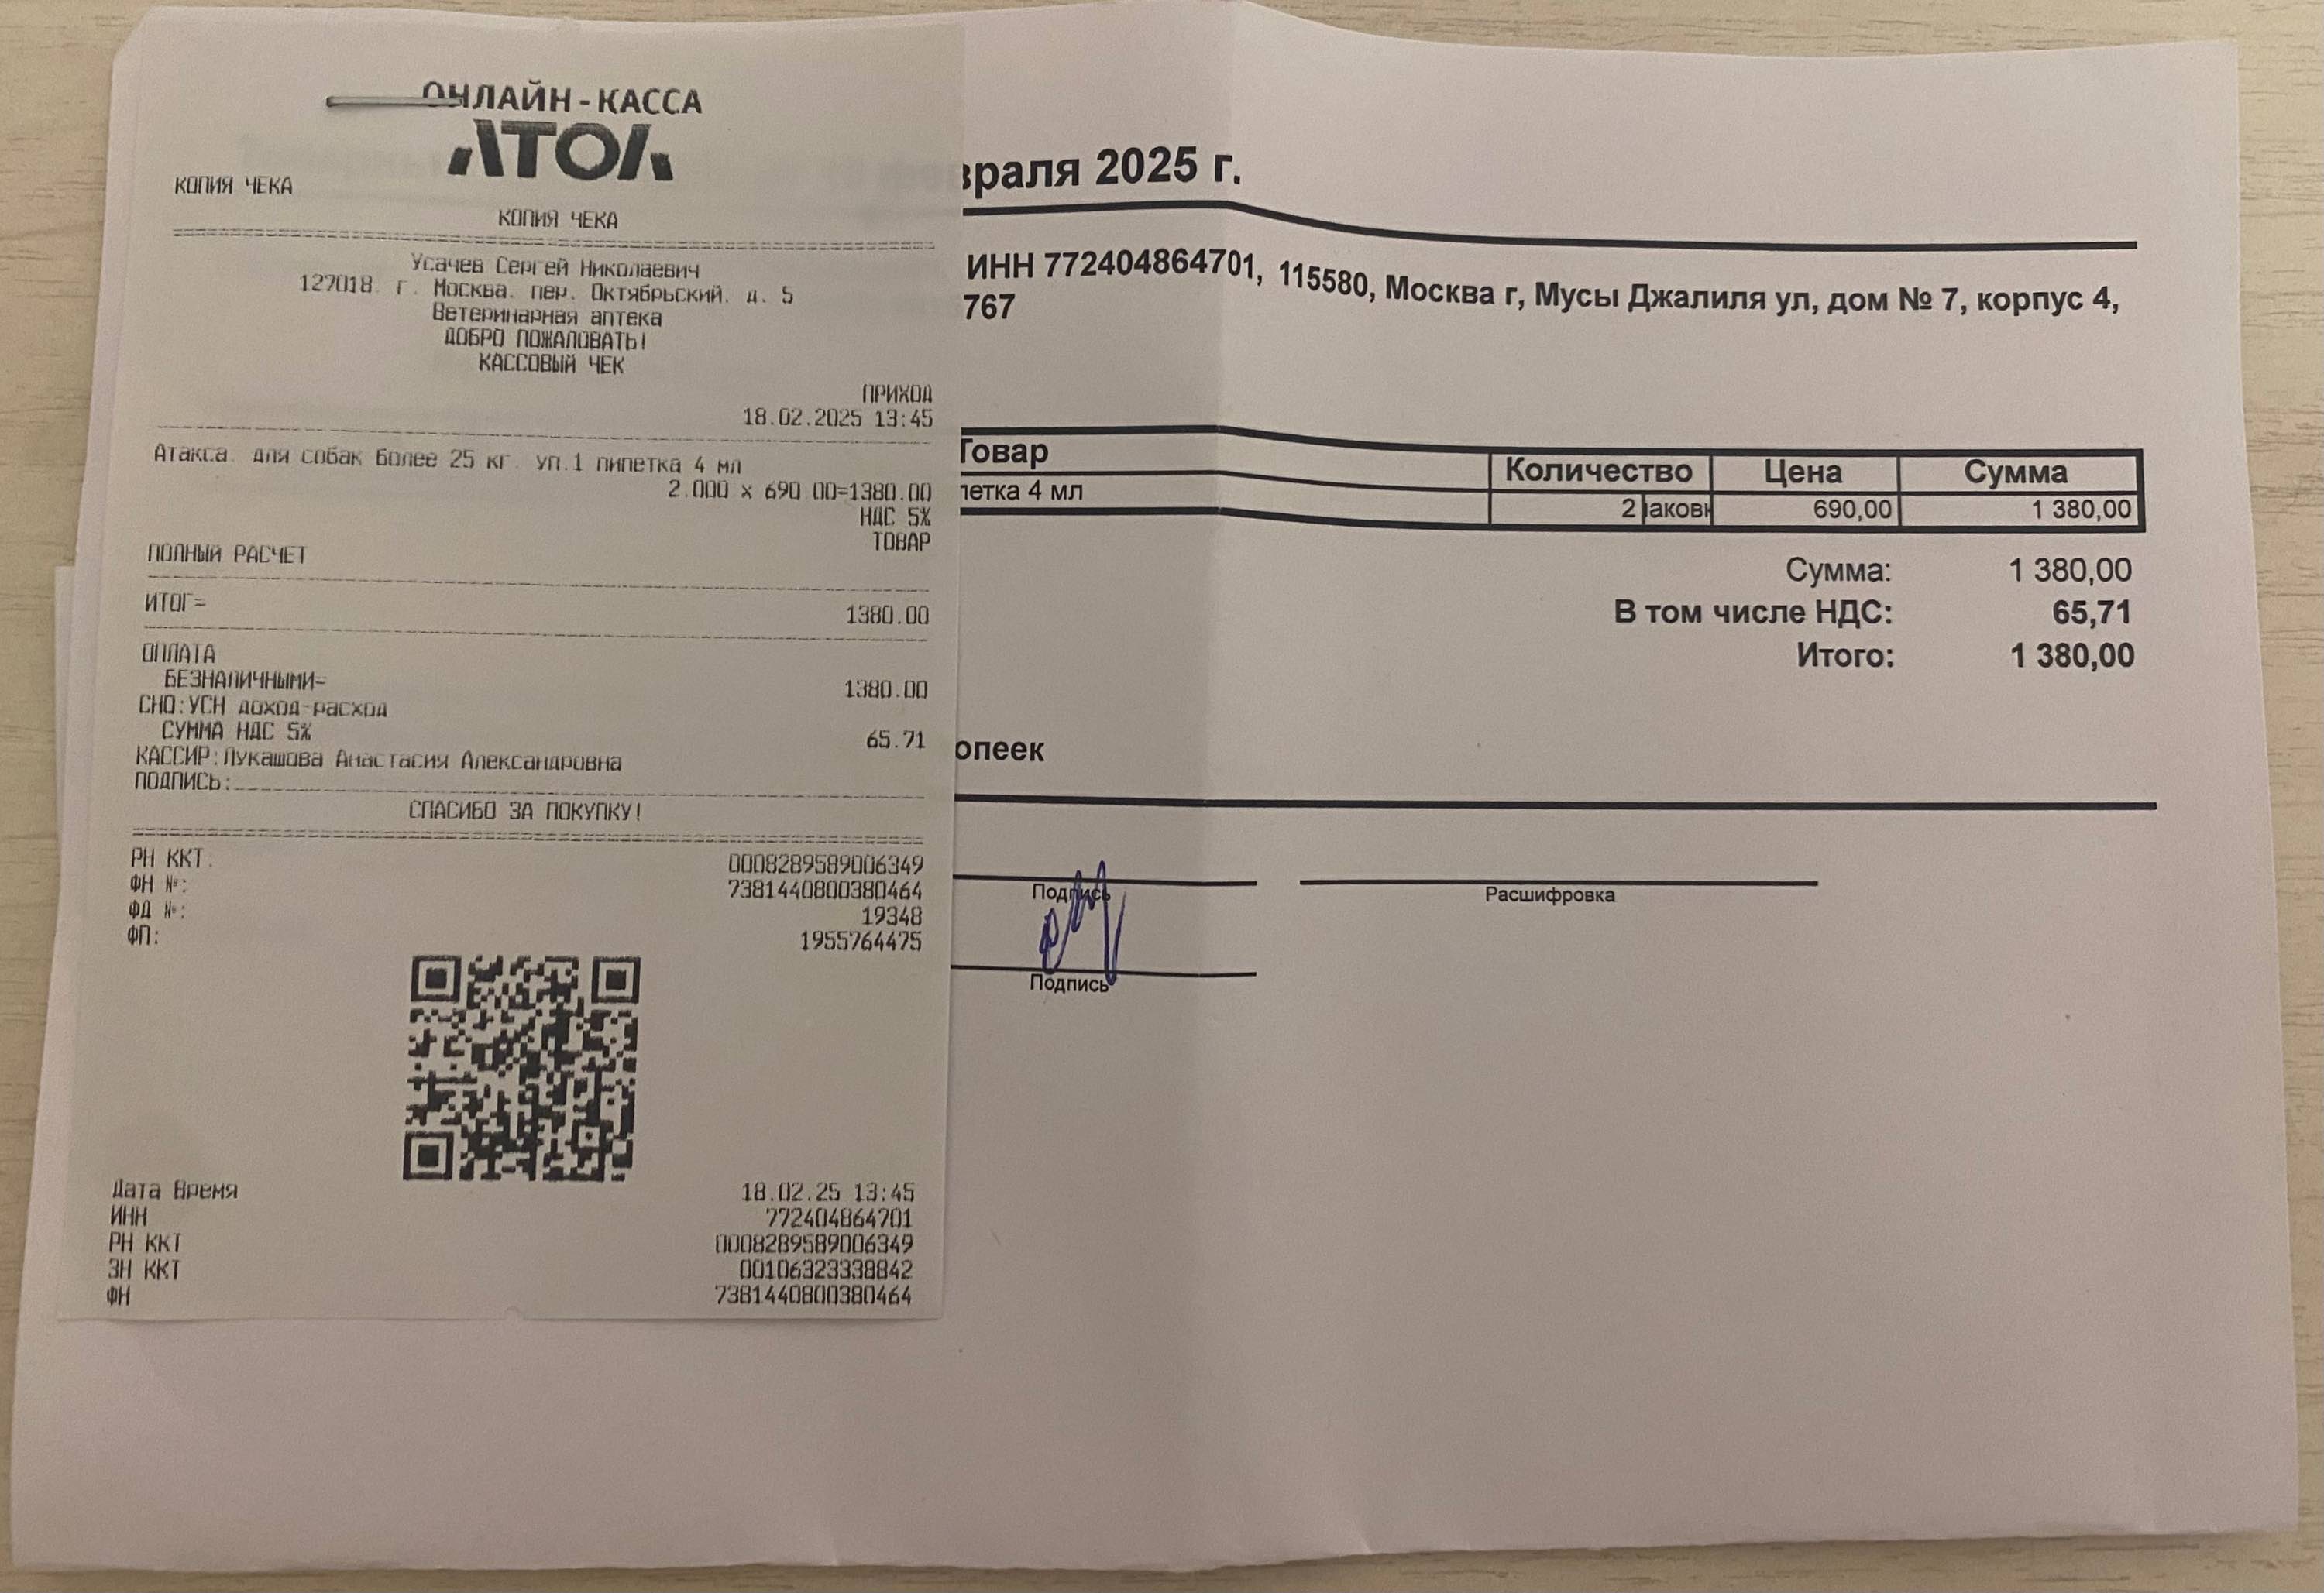 ОНЛАЙН-КАССА
АТОЛ
КОПИЯ ЧЕКА
КОПИЯ ЧЕКА
Усачев Сергей Николаевич
127018. г. Москва. пер. Октябрьский. д. 5
Ветеринарная аптека
ДОБРО ПОЖАЛОВАТЬ!
КАССОВЫЙ ЧЕК
ПРИХОД
18.02.2025 13:45
Атакса. для собак более 25 кг. уп.1 пипетка 4 мл
2.000 x 690.00=1380.00
НДС 5%
ТОВАР
ПОЛНЫЙ РАСЧЕТ
ИТОГ= 1380.00
ОПЛАТА
БЕЗНАЛИЧНЫМИ= 1380.00
СНО:УСН доход-расход
СУММА НДС 5% 65.71
КАССИР:Лукашова Анастасия Александровна
ПОДПИСЬ:
СПАСИБО ЗА ПОКУПКУ!
РН ККТ: 0008289589006349
ФН №: 7381440800380464
ФД №: 19348
ФП: 1955764475
Дата Время 18.02.25 13:45
ИНН 772404864701
РН ККТ 0008289589006349
ЗН ККТ 00106323338842
ФН 7381440800380464
враля 2025 г.
ИНН 772404864701, 115580, Москва г, Мусы Джалиля ул, дом № 7, корпус 4,
767
Товар Количество Цена Сумма
петка 4 мл 2 аковк 690,00 1 380,00
Сумма: 1 380,00
В том числе НДС: 65,71
Итого: 1 380,00
опеек
Подпись Расшифровка
Подпись